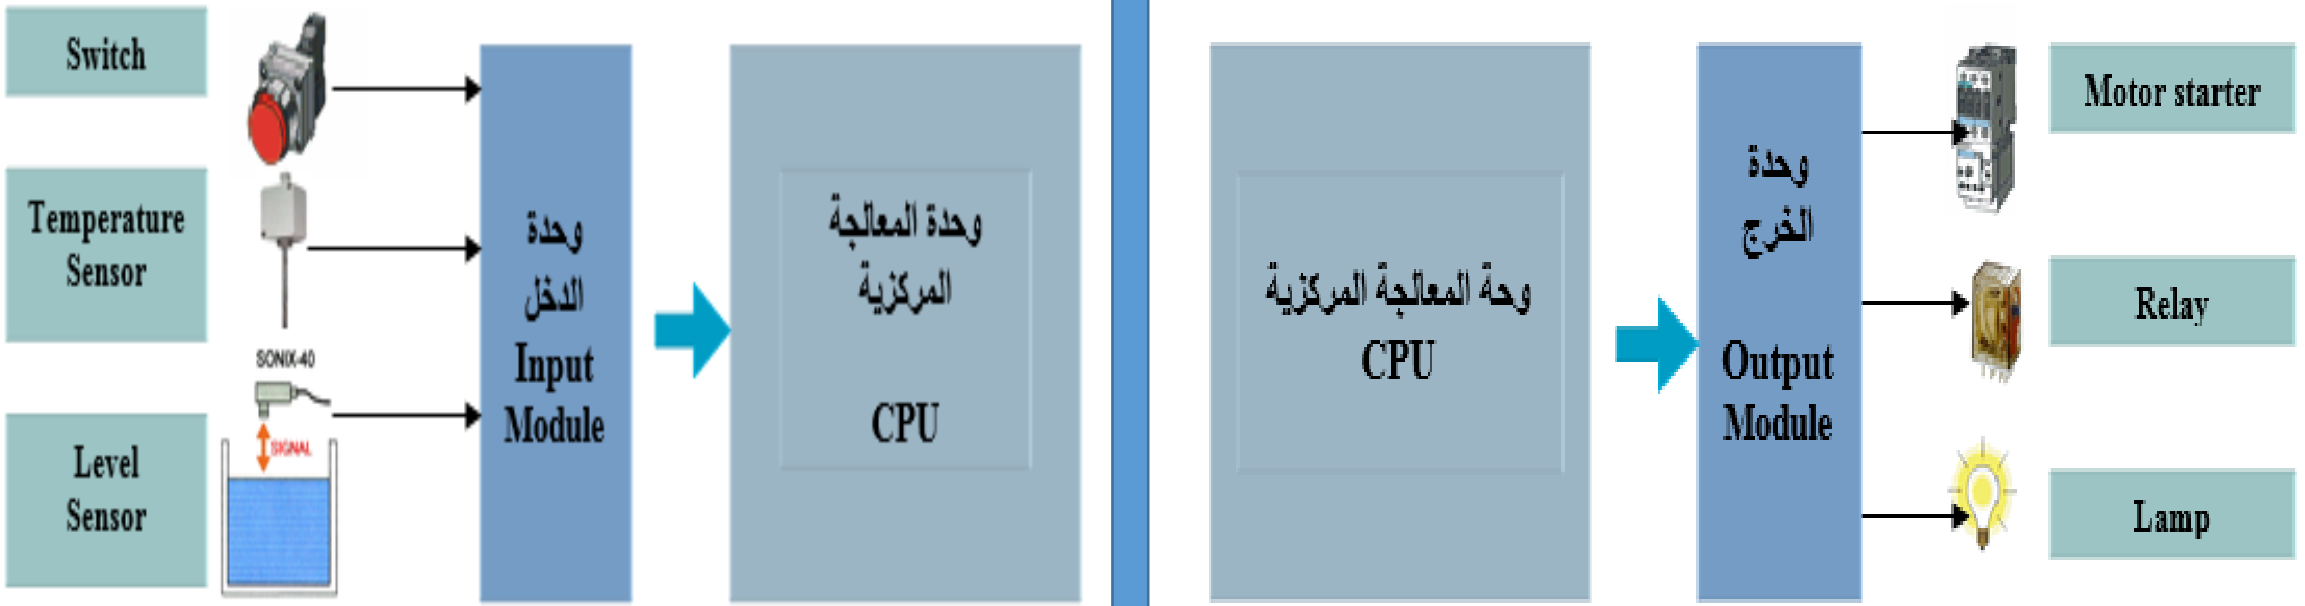 Switch
Temperature
Sensor
SONIX-40
SIGNAL
Level
Sensor
وحدة
الدخل
Input
Module
وحدة المعالجة
المركزية
CPU
وحة المعالجة المركزية
CPU
وحدة
الخرج
Output
Module
Motor starter
Relay
Lamp